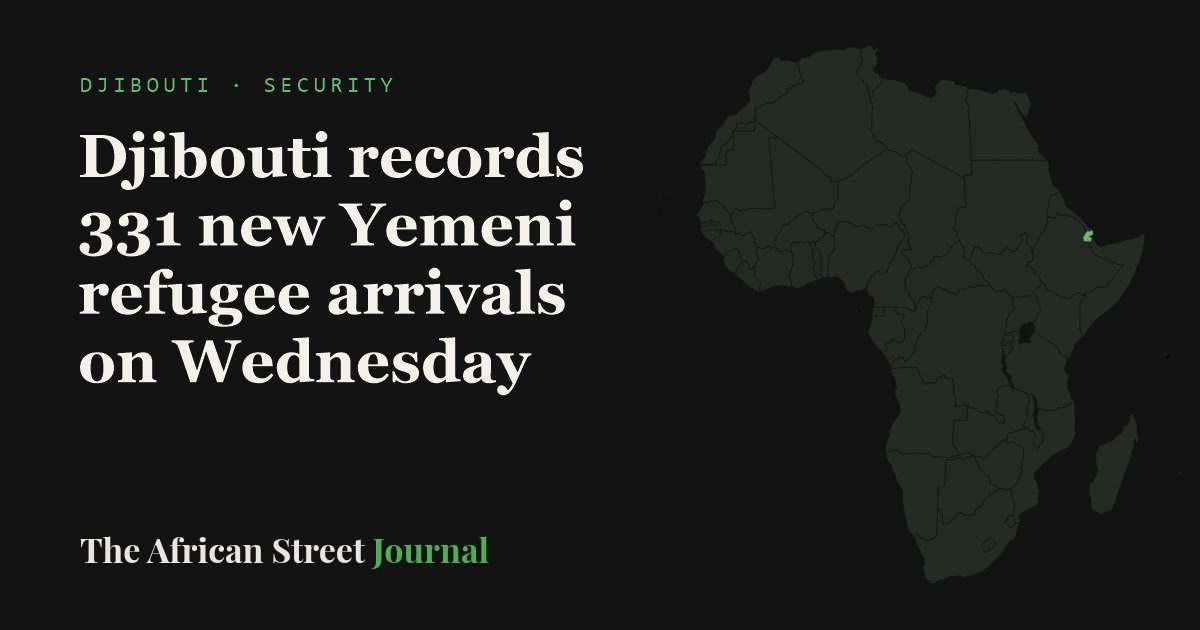 DJIBOUTI · SECURITY
Djibouti records
331 new Yemeni
refugee arrivals
on Wednesday
The African Street Journal